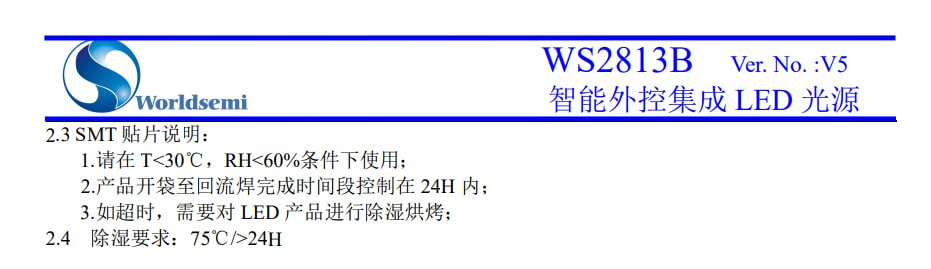 Worldsemi
WS2813B Ver. No. :V5
智能外控集成 LED 光源
2.3 SMT 贴片说明：
1.请在 T<30℃，RH<60%条件下使用；
2.产品开袋至回流焊完成时间段控制在 24H 内；
3.如超时，需要对 LED 产品进行除湿烘烤；
2.4 除湿要求：75℃/>24H